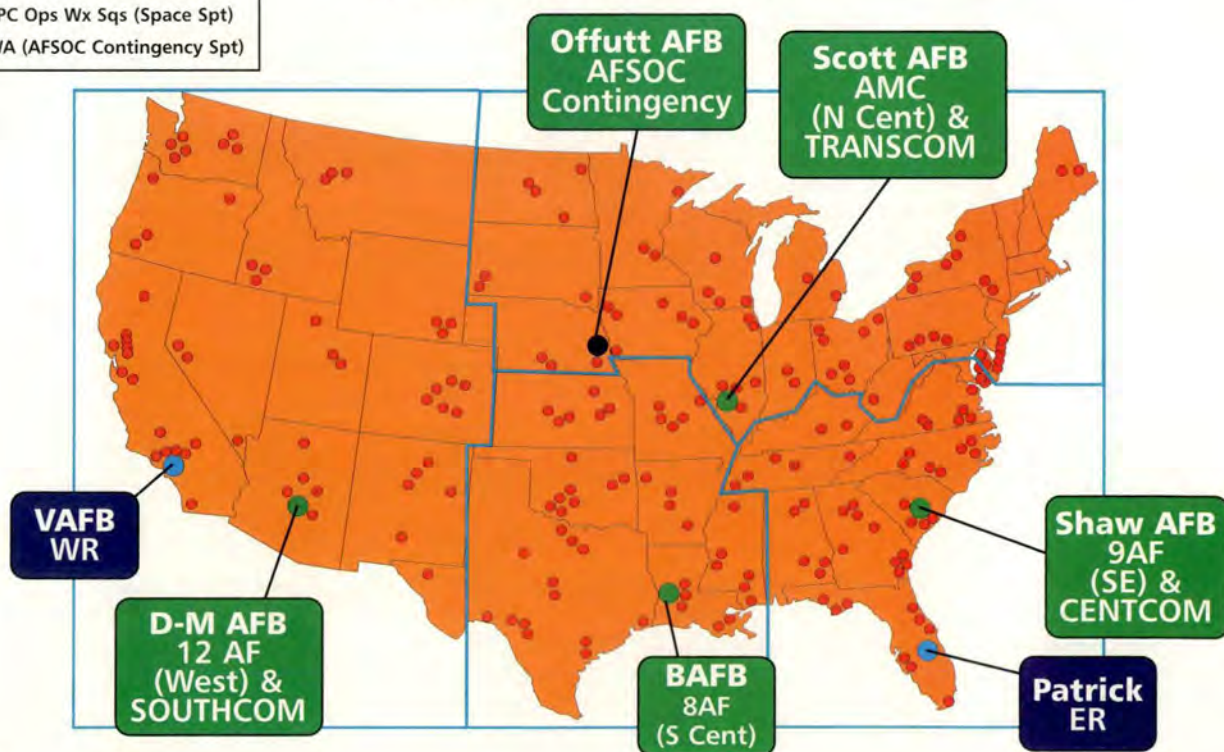 PC Ops Wx Sqs (Space Spt)
(AFSOC Contingency Spt)
Offutt AFB
AFSOC
Contingency
Scott AFB
AMC
(N Cent) &
TRANSCOM
VAFB
WR
D-M AFB
12 AF
(West) &
SOUTHCOM
BAFB
8AF
(S Cent)
Shaw AFB
9AF
(SE) &
CENTCOM
Patrick
ER